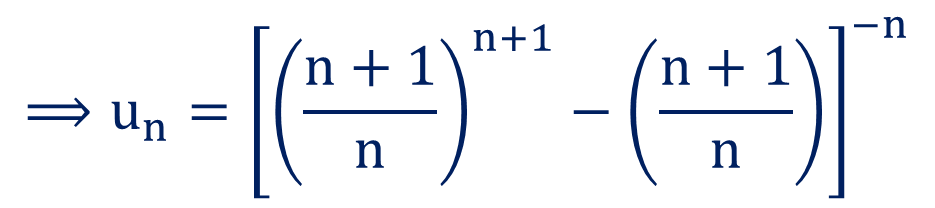 ⟹ uₙ = [((n + 1)/n)^(n+1) − ((n + 1)/n)]^(−n)